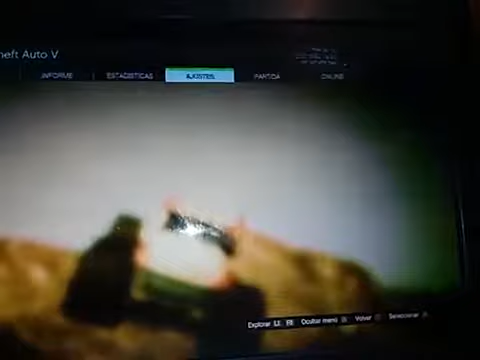 heft Auto V
INFORME ESTADÍSTICAS AJUSTES PARTIDA ONLINE
Explorar Ocultar menú Volver Seleccionar